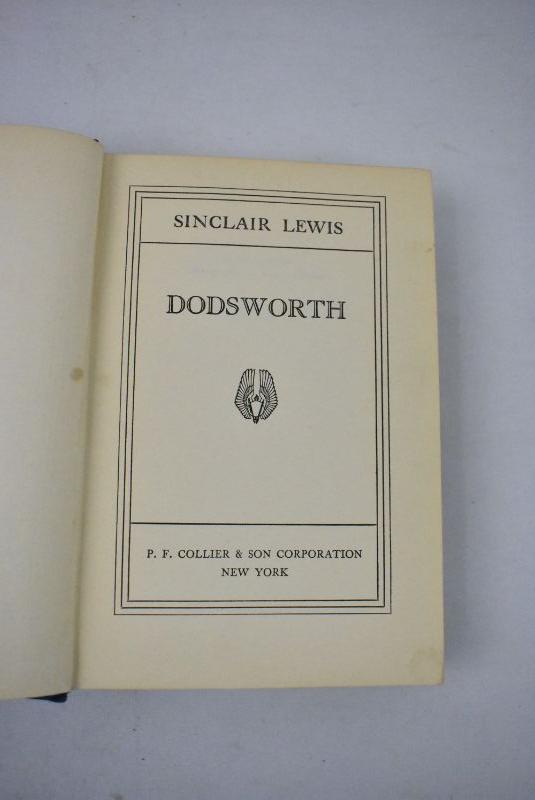 SINCLAIR LEWIS
DODSWORTH
P. F. COLLIER & SON CORPORATION
NEW YORK